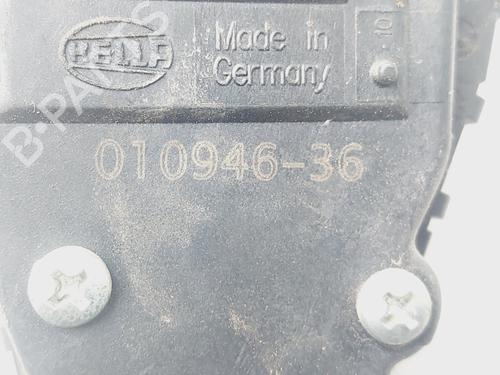 HELLA
Made in
Germany
10
010946-36
B-PARTS